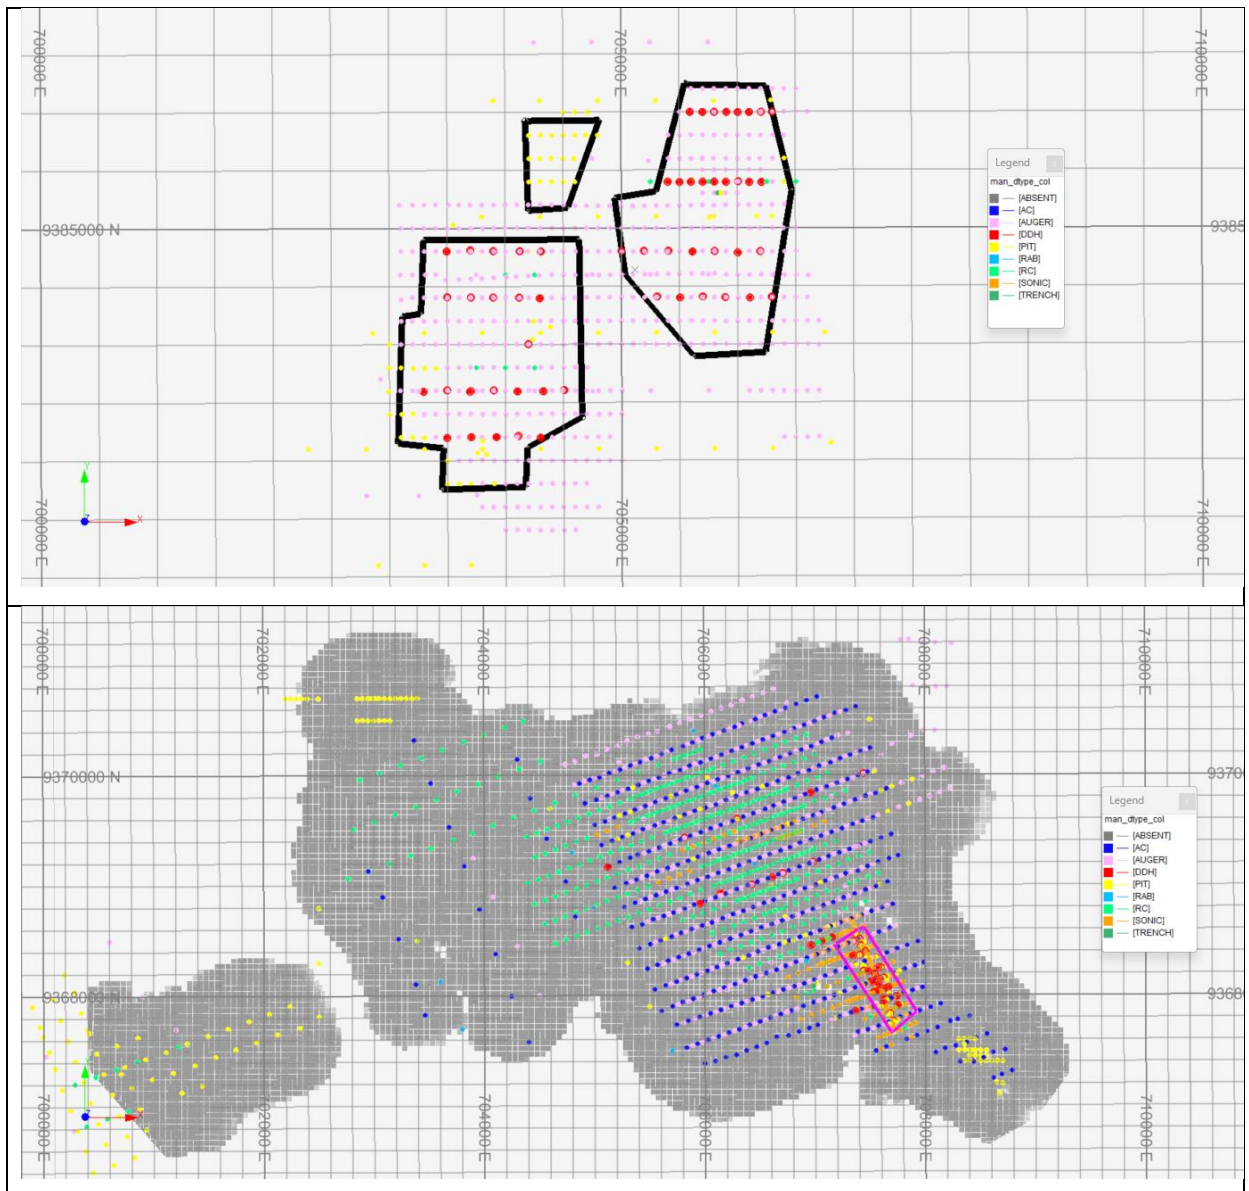 700000 E
705000 E
710000 E
Legend
x
man_dtype_col
[ABSENT]
[AC]
[AUGER]
[DDH]
[PIT]
[RAB]
[RC]
[SONIC]
[TRENCH]
9385000 N
9385
Y
X
Z
700000 E
705000 E
710000 E
700000 E
702000 E
704000 E
706000 E
708000 E
710000 E
9370000 N
9370
Legend
x
man_dtype_col
[ABSENT]
[AC]
[AUGER]
[DDH]
[PIT]
[RAB]
[RC]
[SONIC]
[TRENCH]
9368000 N
9368
X
700000 E
702000 E
704000 E
706000 E
708000 E
710000 E